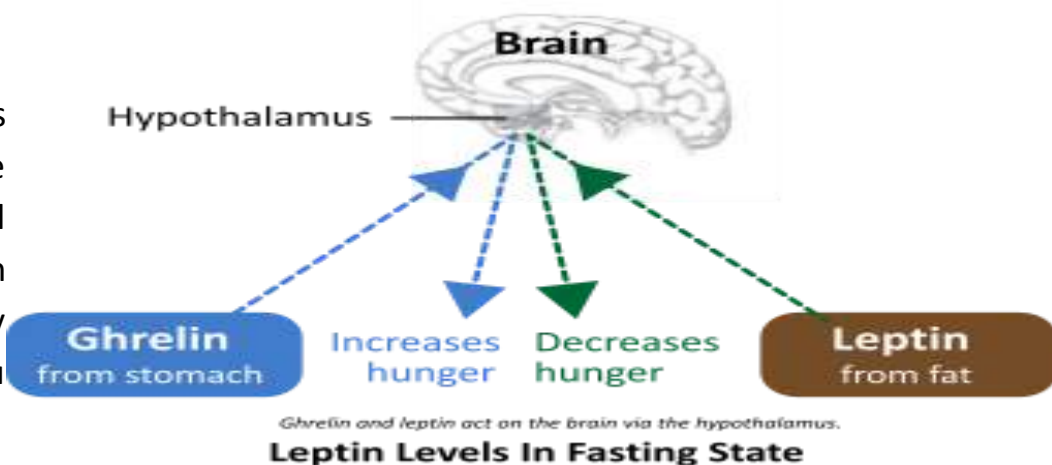 Brain
Hypothalamus
Ghrelin
from stomach
Increases
hunger
Decreases
hunger
Leptin
from fat
Ghrelin and leptin act on the brain via the hypothalamus.
Leptin Levels In Fasting State